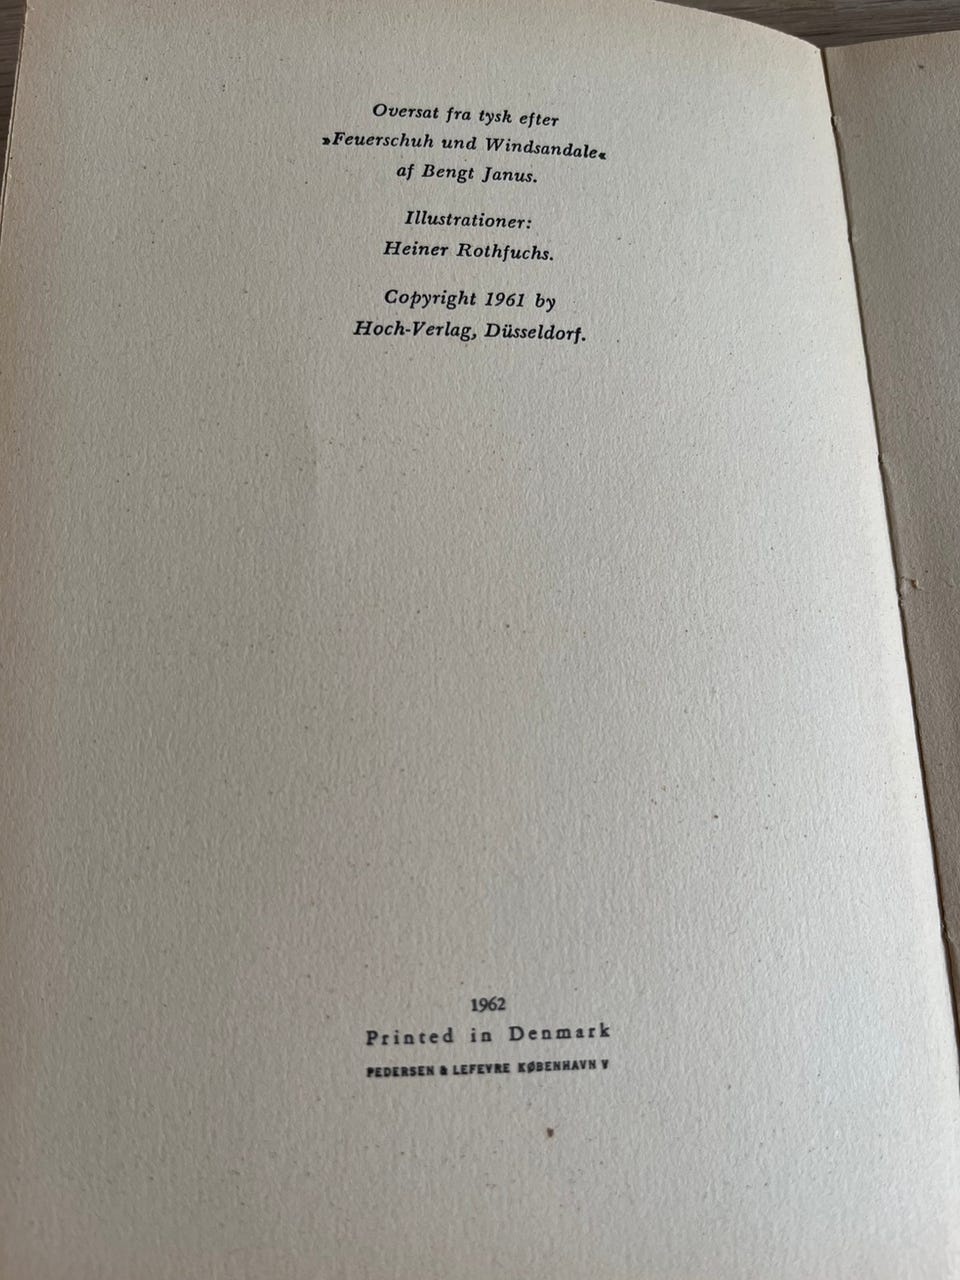 Oversat fra tysk efter
»Feuerschuh und Windsandale«
af Bengt Janus.
Illustrationer:
Heiner Rothfuchs.
Copyright 1961 by
Hoch-Verlag, Düsseldorf.
1962
Printed in Denmark
PEDERSEN & LEFEVRE KØBENHAVN V